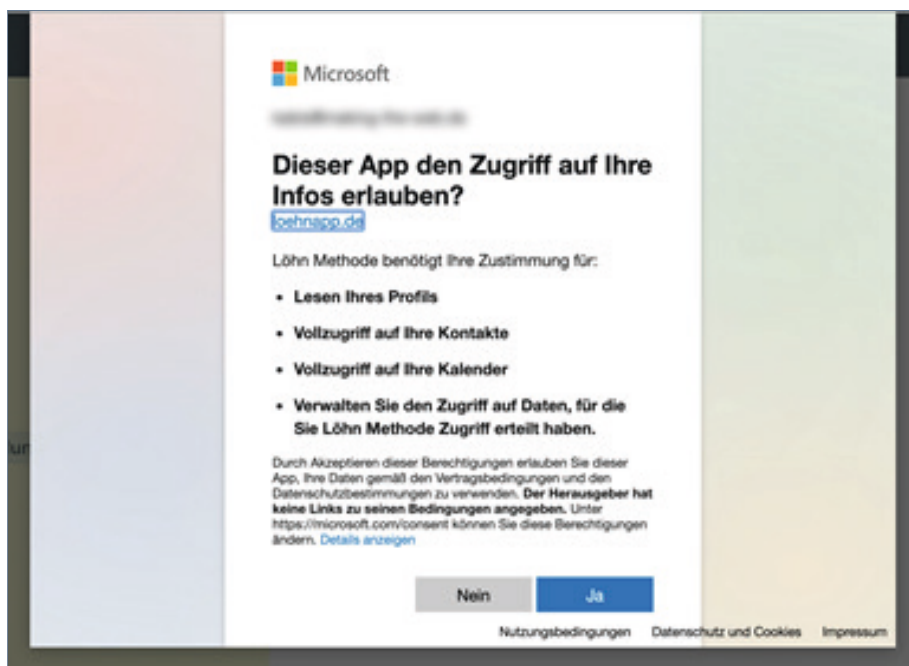 Microsoft
Dieser App den Zugriff auf Ihre
Infos erlauben?
loehnapp.de
Löhn Methode benötigt Ihre Zustimmung für:
• Lesen Ihres Profils
• Vollzugriff auf Ihre Kontakte
• Vollzugriff auf Ihre Kalender
• Verwalten Sie den Zugriff auf Daten, für die
Sie Löhn Methode Zugriff erteilt haben.
Durch Akzeptieren dieser Berechtigungen erlauben Sie dieser
App, Ihre Daten gemäß den Vertragsbedingungen und den
Datenschutzbestimmungen zu verwenden. Der Herausgeber hat
keine Links zu seinen Bedingungen angegeben. Unter
https://microsoft.com/consent können Sie diese Berechtigungen
ändern. Details anzeigen
Nein Ja
Nutzungsbedingungen Datenschutz und Cookies Impressum